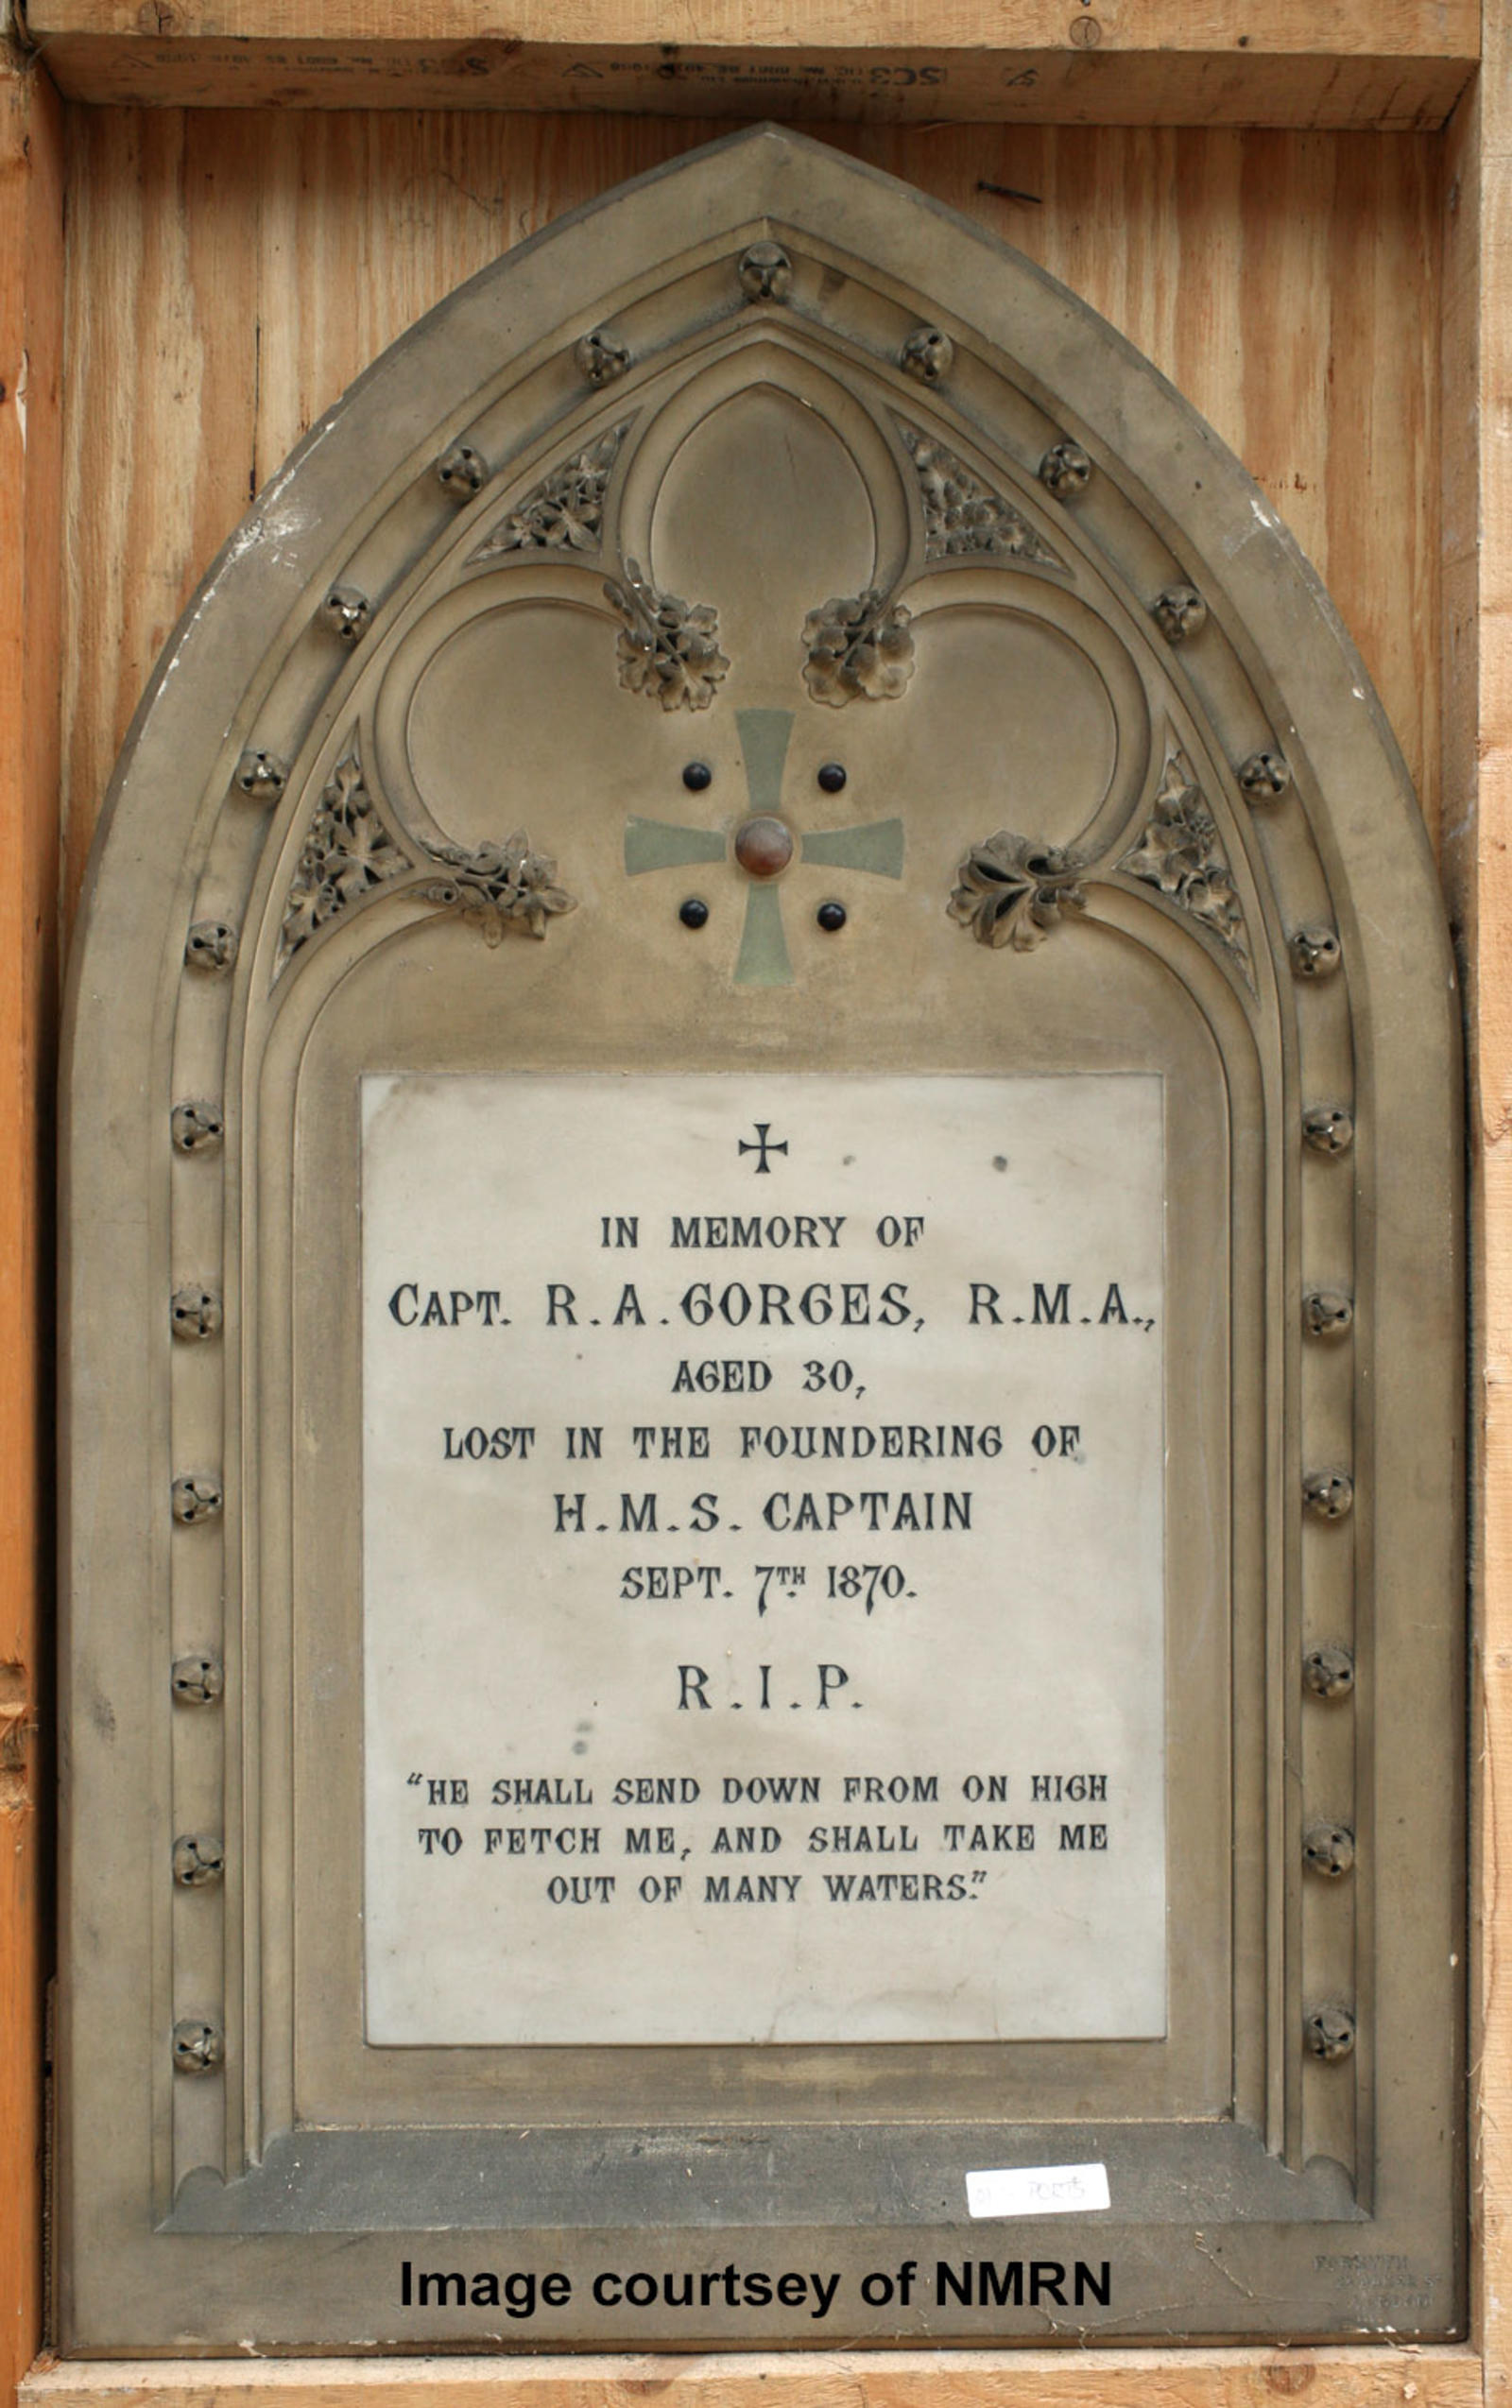 SC3
✠
IN MEMORY OF
CAPT. R.A.GORGES, R.M.A.,
AGED 30,
LOST IN THE FOUNDERING OF
H.M.S. CAPTAIN
SEPT. 7TH 1870.
R.I.P.
"HE SHALL SEND DOWN FROM ON HIGH
TO FETCH ME, AND SHALL TAKE ME
OUT OF MANY WATERS."
PORTS
Image courtsey of NMRN